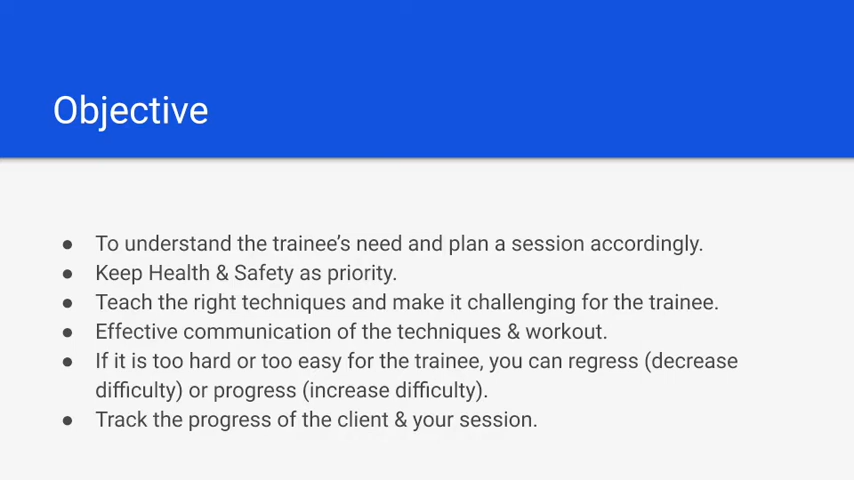 Objective
● To understand the trainee’s need and plan a session accordingly.
● Keep Health & Safety as priority.
● Teach the right techniques and make it challenging for the trainee.
● Effective communication of the techniques & workout.
● If it is too hard or too easy for the trainee, you can regress (decrease
difficulty) or progress (increase difficulty).
● Track the progress of the client & your session.